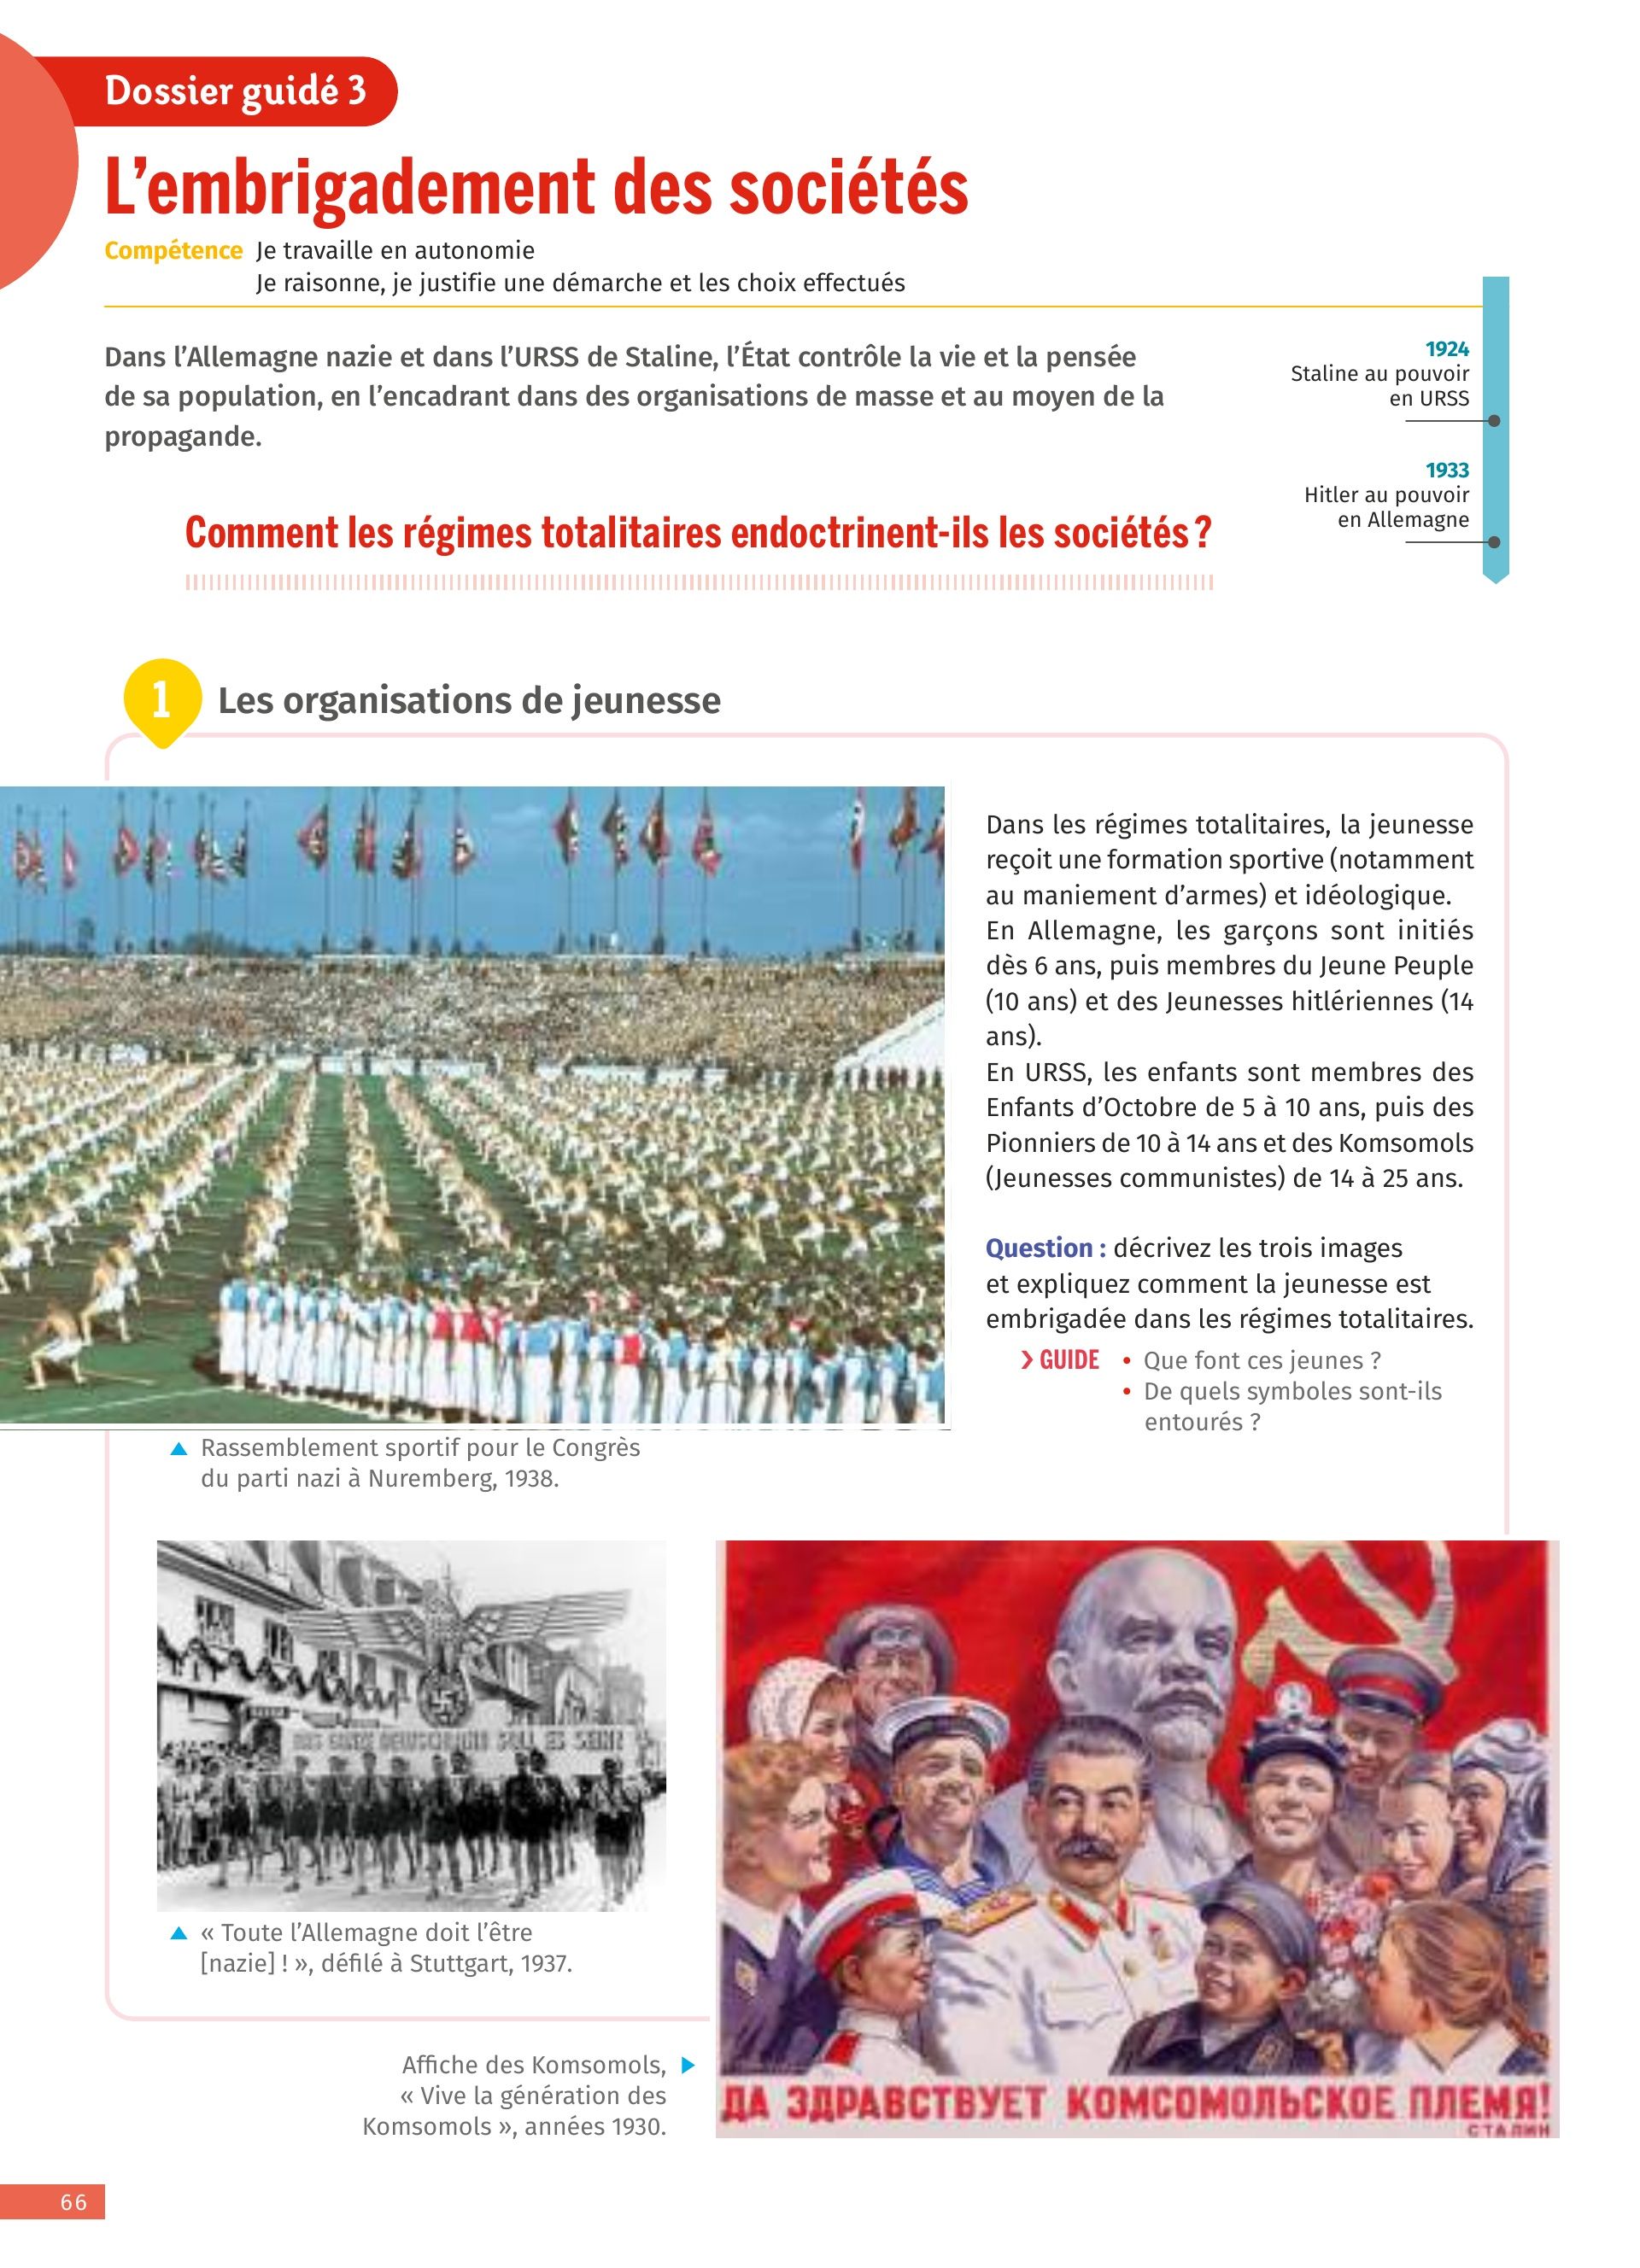 Dossier guidé 3
L’embrigadement des sociétés
Compétence Je travaille en autonomie
Je raisonne, je justifie une démarche et les choix effectués
Dans l’Allemagne nazie et dans l’URSS de Staline, l’État contrôle la vie et la pensée
de sa population, en l’encadrant dans des organisations de masse et au moyen de la
propagande.
1924
Staline au pouvoir
en URSS
1933
Hitler au pouvoir
en Allemagne
Comment les régimes totalitaires endoctrinent-ils les sociétés ?
1 Les organisations de jeunesse
Dans les régimes totalitaires, la jeunesse
reçoit une formation sportive (notamment
au maniement d’armes) et idéologique.
En Allemagne, les garçons sont initiés
dès 6 ans, puis membres du Jeune Peuple
(10 ans) et des Jeunesses hitlériennes (14
ans).
En URSS, les enfants sont membres des
Enfants d’Octobre de 5 à 10 ans, puis des
Pionniers de 10 à 14 ans et des Komsomols
(Jeunesses communistes) de 14 à 25 ans.
Question : décrivez les trois images
et expliquez comment la jeunesse est
embrigadée dans les régimes totalitaires.
› GUIDE • Que font ces jeunes ?
• De quels symboles sont-ils
entourés ?
Rassemblement sportif pour le Congrès
du parti nazi à Nuremberg, 1938.
DAS GANZE DEUTSCHLAND SOLL ES SEIN!
« Toute l’Allemagne doit l’être
[nazie] ! », défilé à Stuttgart, 1937.
Affiche des Komsomols,
« Vive la génération des
Komsomols », années 1930.
ДА ЗДРАВСТВУЕТ КОМСОМОЛЬСКОЕ ПЛЕМЯ!
СТАЛИН
66